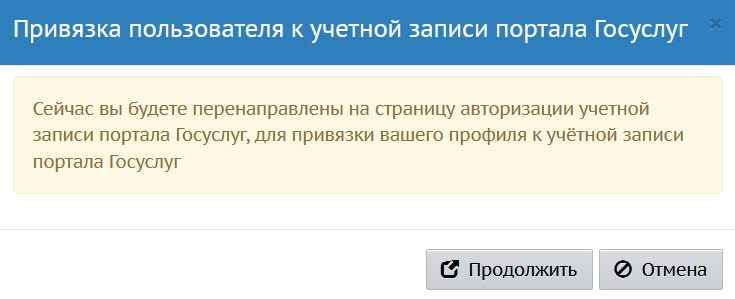 Привязка пользователя к учетной записи портала Госуслуг ×
Сейчас вы будете перенаправлены на страницу авторизации учетной
записи портала Госуслуг, для привязки вашего профиля к учётной записи
портала Госуслуг
Продолжить Отмена